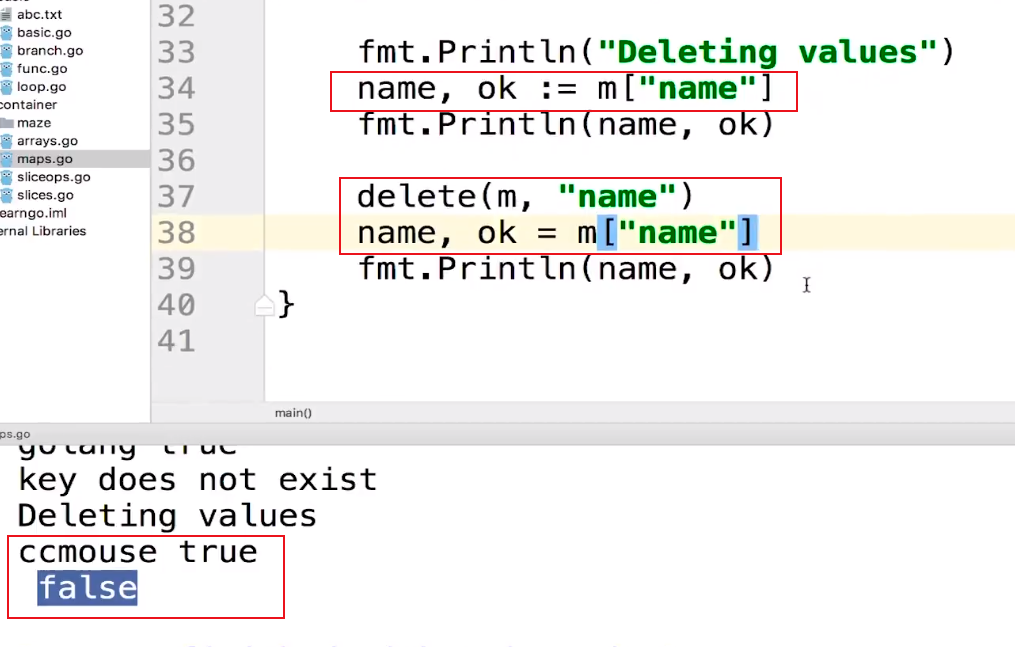 abc.txt
basic.go
branch.go
func.go
loop.go
container
maze
arrays.go
maps.go
sliceops.go
slices.go
earngo.iml
ernal Libraries
32
33 fmt.Println("Deleting values")
34 name, ok := m["name"]
35 fmt.Println(name, ok)
36
37 delete(m, "name")
38 name, ok = m["name"]
39 fmt.Println(name, ok)
40 }
41
main()
ps.go
golang true
key does not exist
Deleting values
ccmouse true
false